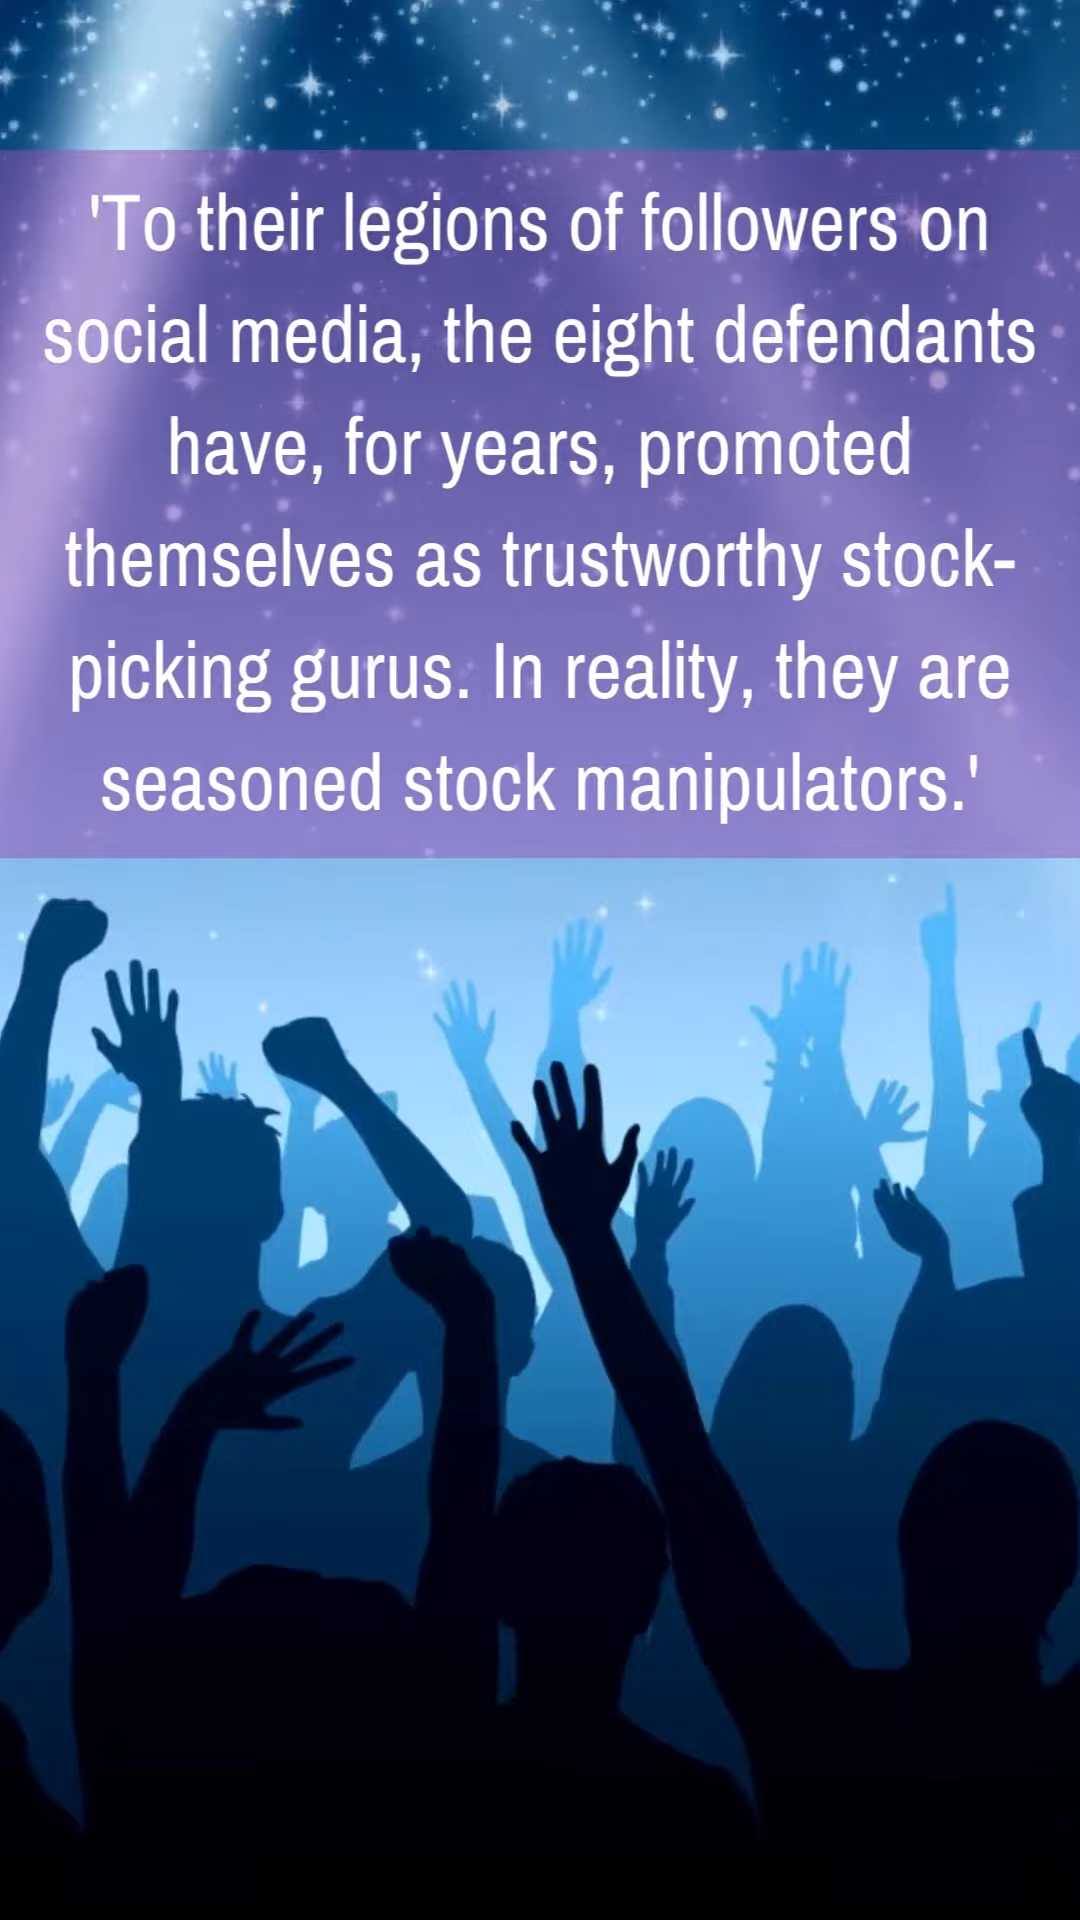 'To their legions of followers on
social media, the eight defendants
have, for years, promoted
themselves as trustworthy stock-
picking gurus. In reality, they are
seasoned stock manipulators.'